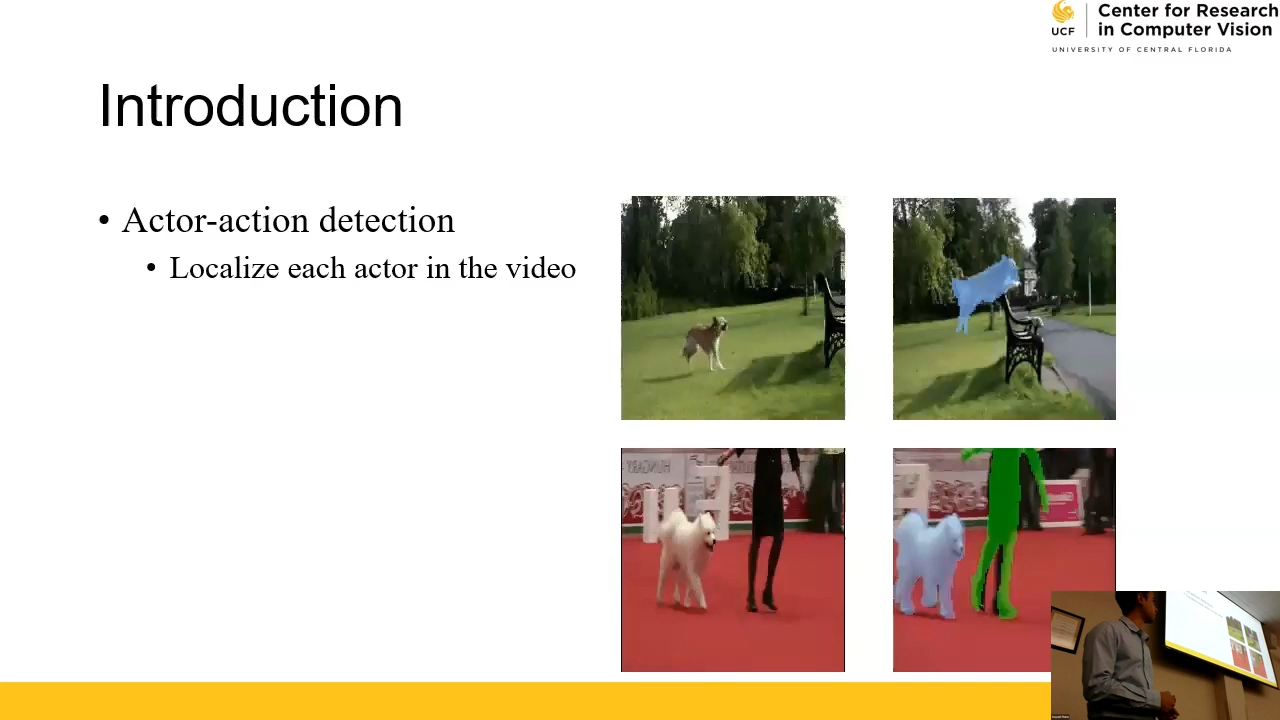 Center for Research
in Computer Vision
UCF
UNIVERSITY OF CENTRAL FLORIDA
Introduction
• Actor-action detection
• Localize each actor in the video